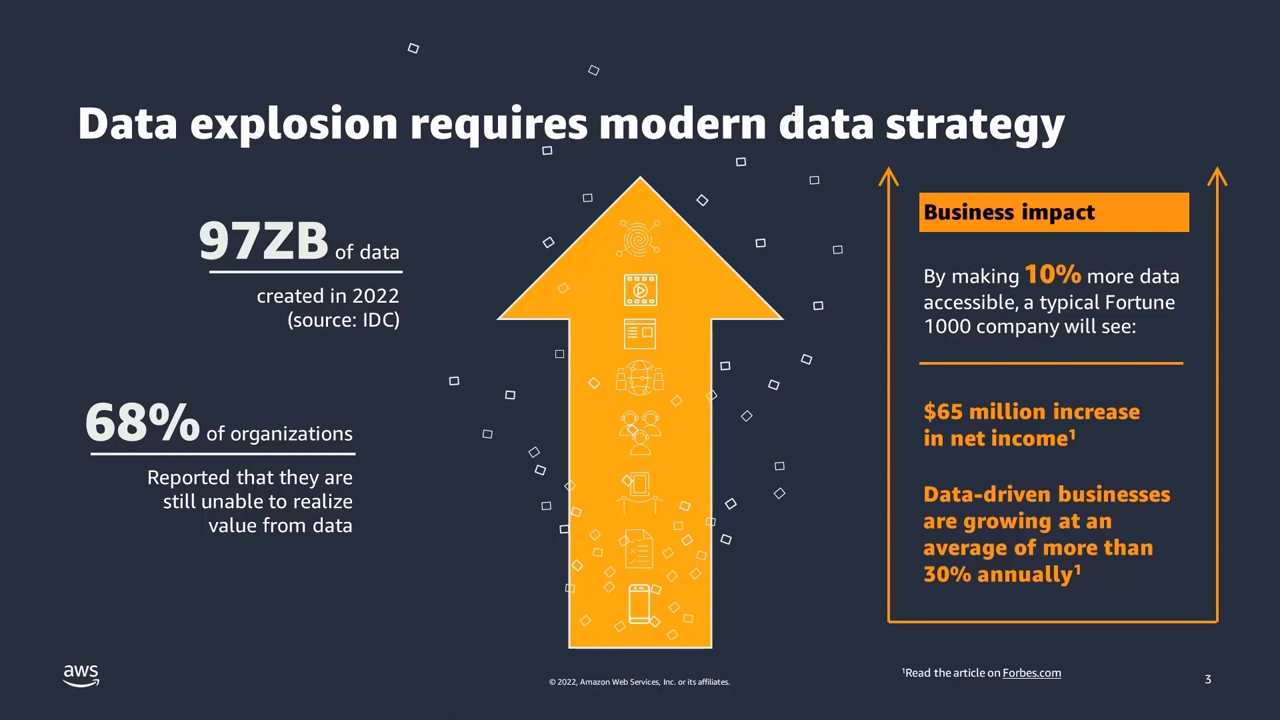 Data explosion requires modern data strategy
97ZB of data
created in 2022
(source: IDC)
68% of organizations
Reported that they are
still unable to realize
value from data
Business impact
By making 10% more data
accessible, a typical Fortune
1000 company will see:
$65 million increase
in net income¹
Data-driven businesses
are growing at an
average of more than
30% annually¹
aws
© 2022, Amazon Web Services, Inc. or its affiliates.
¹Read the article on Forbes.com
3